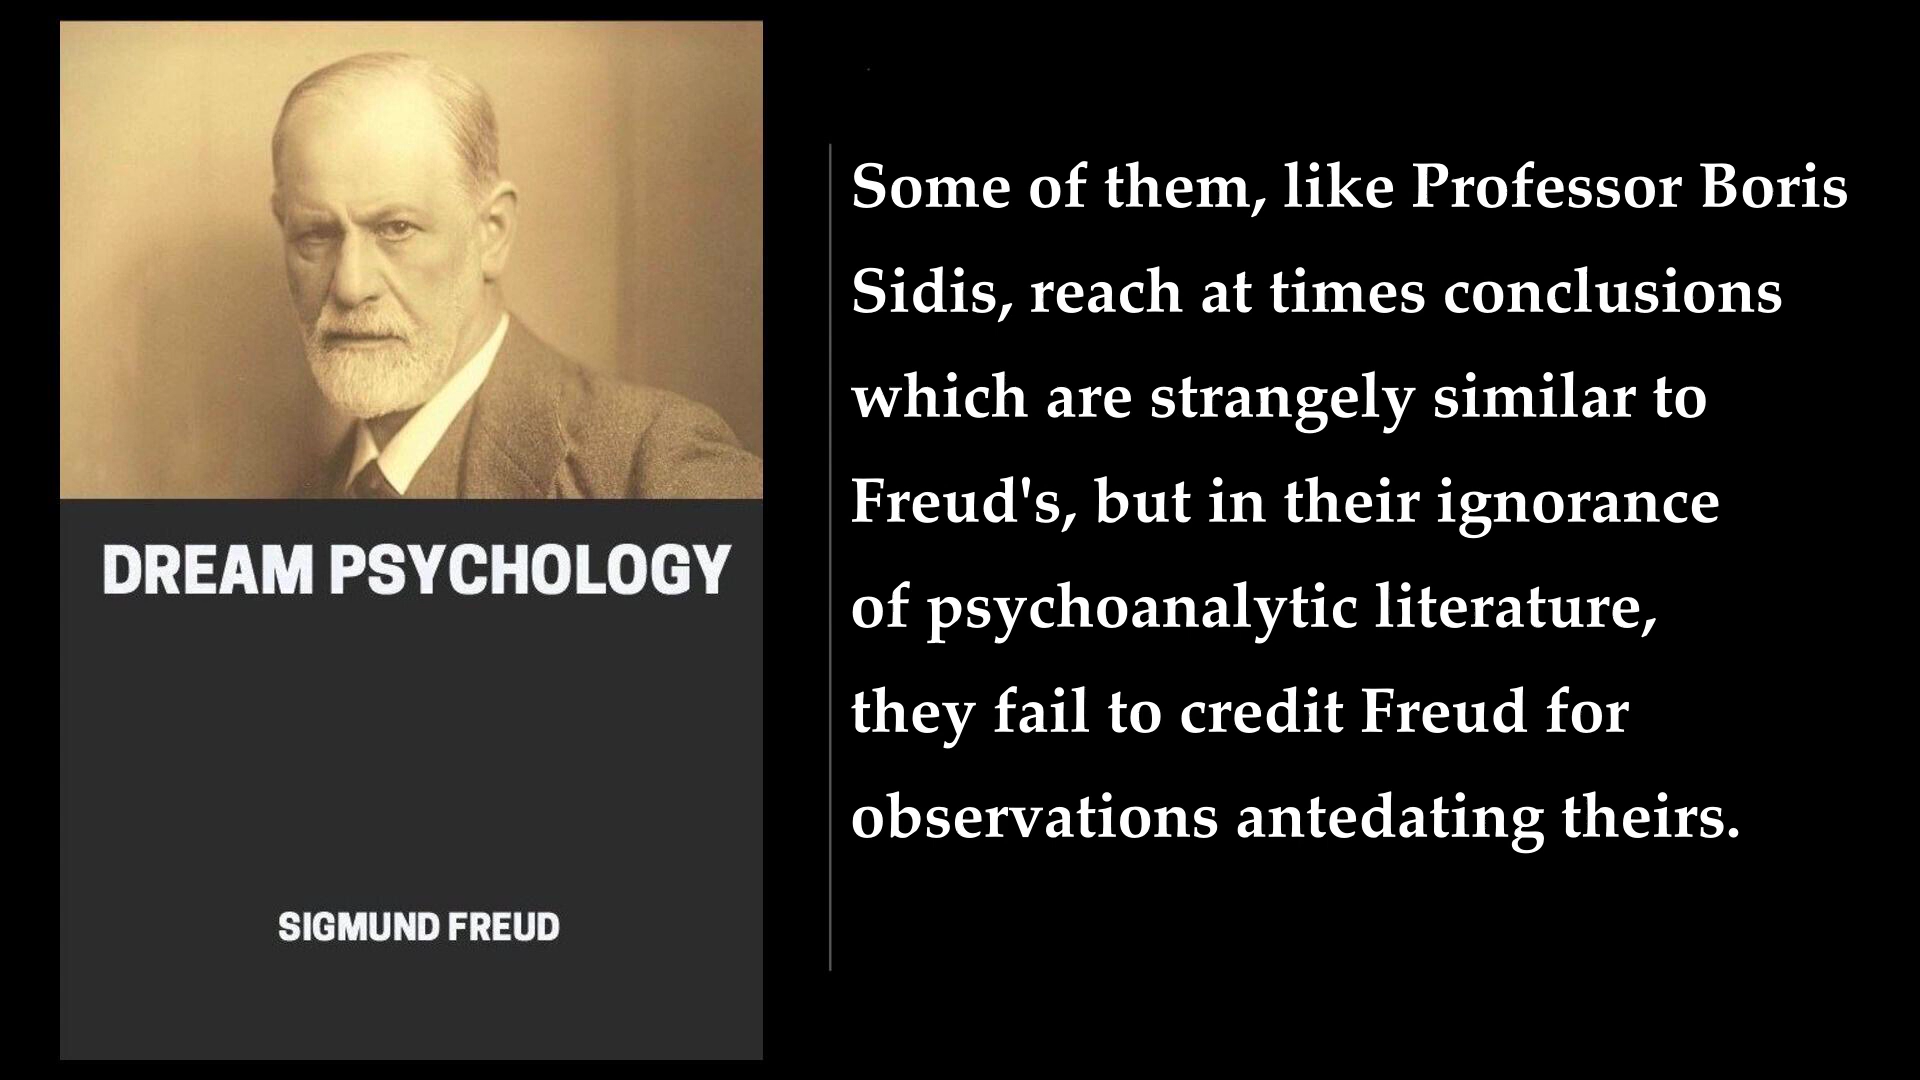 DREAM PSYCHOLOGY
SIGMUND FREUD
Some of them, like Professor Boris
Sidis, reach at times conclusions
which are strangely similar to
Freud's, but in their ignorance
of psychoanalytic literature,
they fail to credit Freud for
observations antedating theirs.